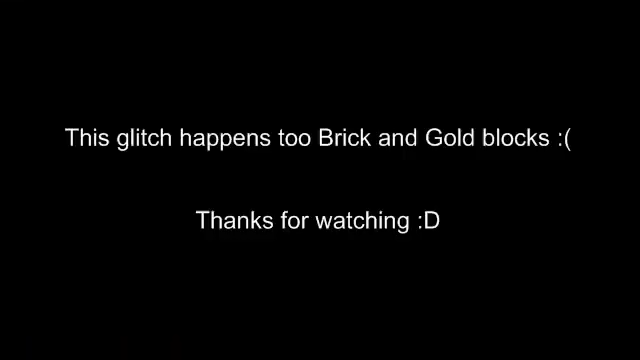 This glitch happens too Brick and Gold blocks :(
Thanks for watching :D